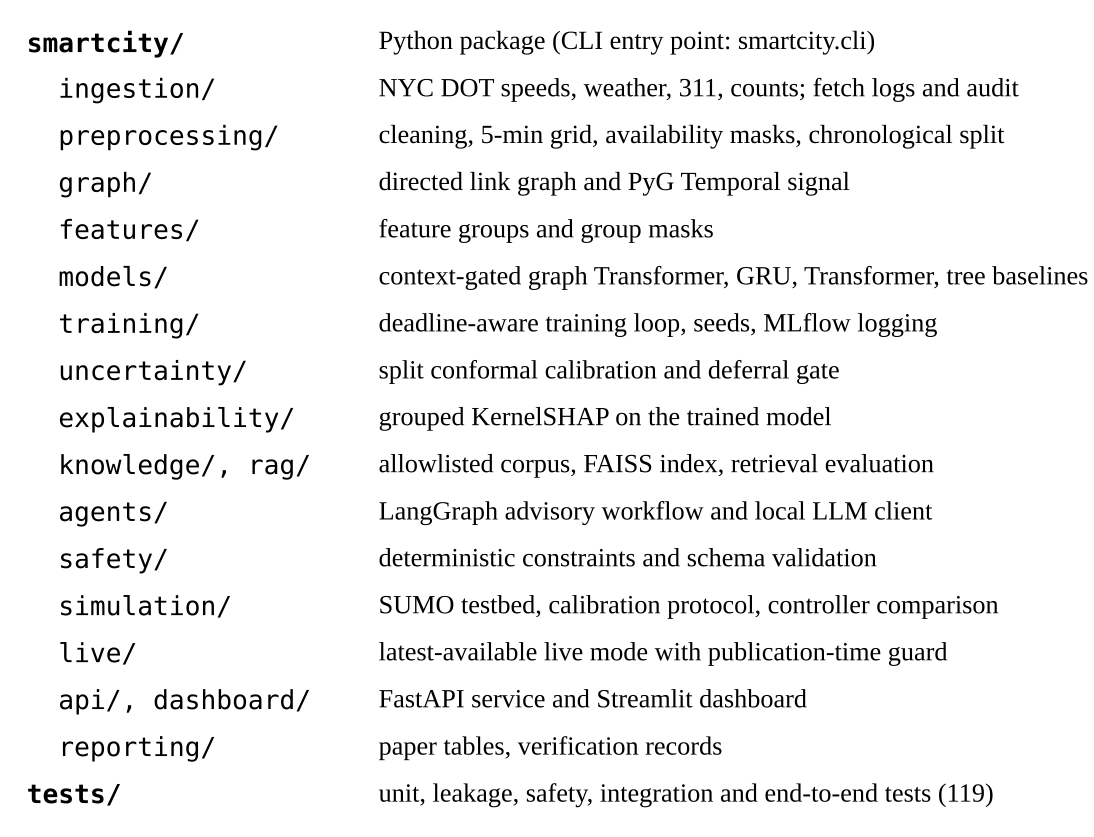 smartcity/ Python package (CLI entry point: smartcity.cli)
ingestion/ NYC DOT speeds, weather, 311, counts; fetch logs and audit
preprocessing/ cleaning, 5-min grid, availability masks, chronological split
graph/ directed link graph and PyG Temporal signal
features/ feature groups and group masks
models/ context-gated graph Transformer, GRU, Transformer, tree baselines
training/ deadline-aware training loop, seeds, MLflow logging
uncertainty/ split conformal calibration and deferral gate
explainability/ grouped KernelSHAP on the trained model
knowledge/, rag/ allowlisted corpus, FAISS index, retrieval evaluation
agents/ LangGraph advisory workflow and local LLM client
safety/ deterministic constraints and schema validation
simulation/ SUMO testbed, calibration protocol, controller comparison
live/ latest-available live mode with publication-time guard
api/, dashboard/ FastAPI service and Streamlit dashboard
reporting/ paper tables, verification records
tests/ unit, leakage, safety, integration and end-to-end tests (119)